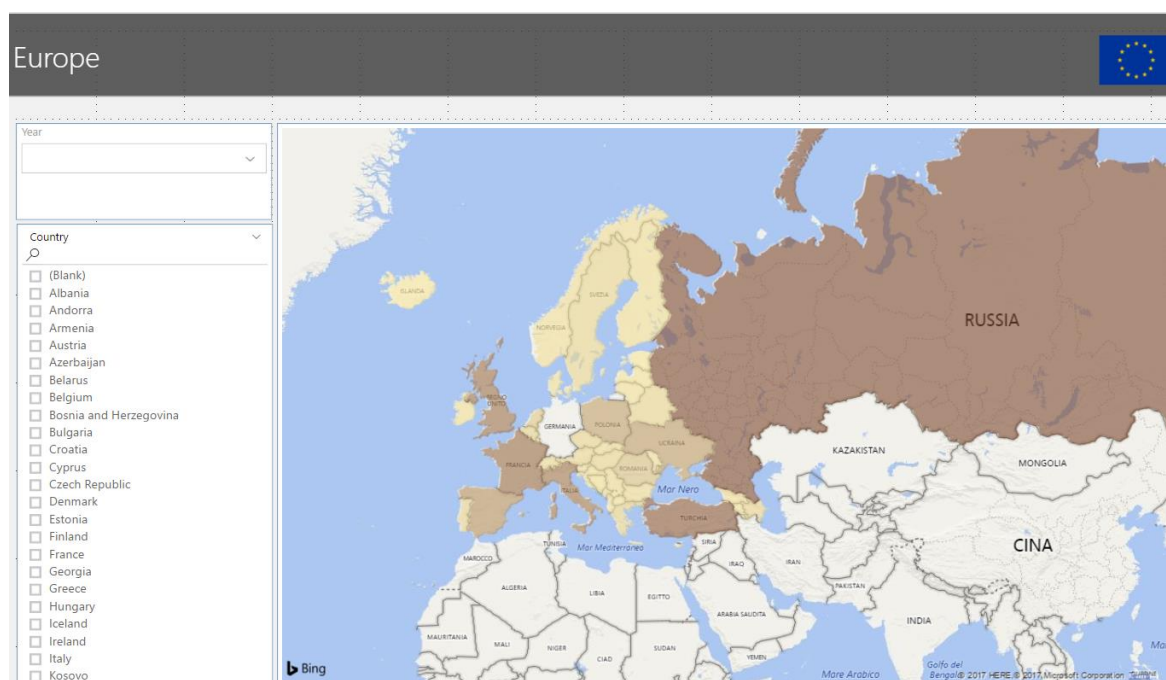 Europe
Year
Country
(Blank)
Albania
Andorra
Armenia
Austria
Azerbaijan
Belarus
Belgium
Bosnia and Herzegovina
Bulgaria
Croatia
Cyprus
Czech Republic
Denmark
Estonia
Finland
France
Georgia
Greece
Hungary
Iceland
Ireland
Italy
Kosovo
ISLANDA
SVEZIA
NORVEGIA
RUSSIA
REGNO
UNITO
GERMANIA
POLONIA
UCRAINA
KAZAKISTAN
FRANCIA
ROMANIA
MONGOLIA
ITALIA
Mar Nero
TURCHIA
TUNISIA
Mar Mediterraneo
SIRIA
CINA
MAROCCO
IRAQ
IRAN
ALGERIA
LIBIA
EGITTO
PAKISTAN
ARABIA SAUDITA
INDIA
MAURITANIA
MALI
NIGER
CIAD
SUDAN
YEMEN
Mare Arabico
Golfo del
Bengala
© 2017 HERE © 2017 Microsoft Corporation
Bing